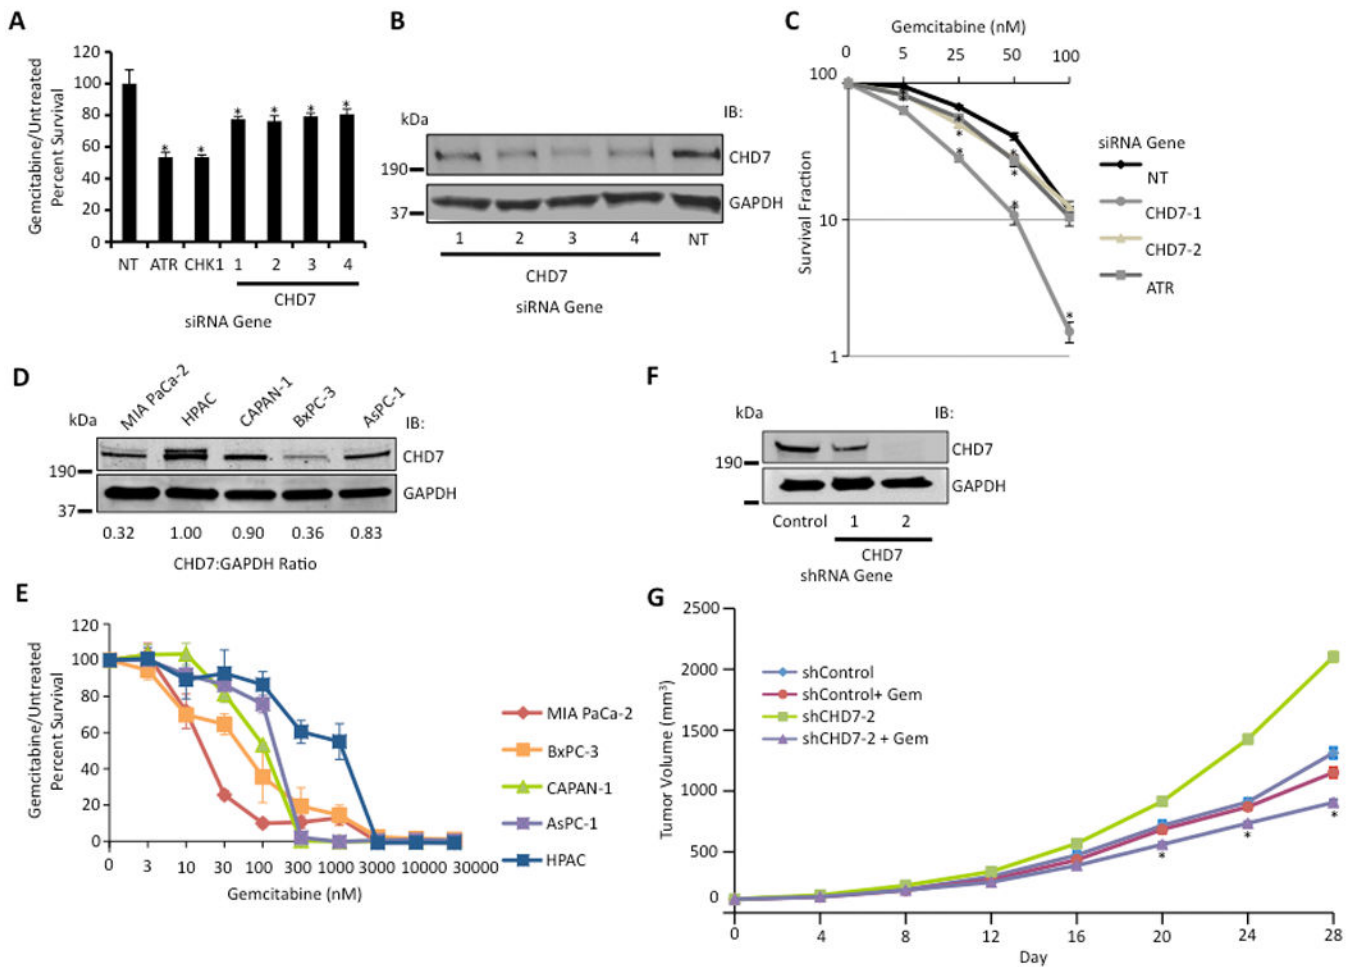 A
Gemcitabine/Untreated
Percent Survival
120
100
80
60
40
20
0
* * * * * *
NT ATR CHK1 1 2 3 4
CHD7
siRNA Gene
B
kDa IB:
190 CHD7
37 GAPDH
1 2 3 4 NT
CHD7
siRNA Gene
C
Gemcitabine (nM)
0 5 25 50 100
Survival Fraction
100
10
1
siRNA Gene
NT
CHD7-1
CHD7-2
ATR
D
MIA PaCa-2 HPAC CAPAN-1 BxPC-3 AsPC-1
kDa IB:
190 CHD7
37 GAPDH
0.32 1.00 0.90 0.36 0.83
CHD7:GAPDH Ratio
F
kDa IB:
190 CHD7
GAPDH
Control 1 2
CHD7
shRNA Gene
E
Gemcitabine/Untreated
Percent Survival
120
100
80
60
40
20
0
0 3 10 30 100 300 1000 3000 10000 30000
Gemcitabine (nM)
MIA PaCa-2
BxPC-3
CAPAN-1
AsPC-1
HPAC
G
Tumor Volume (mm³)
2500
2000
1500
1000
500
0
shControl
shControl+ Gem
shCHD7-2
shCHD7-2 + Gem
* * *
0 4 8 12 16 20 24 28
Day